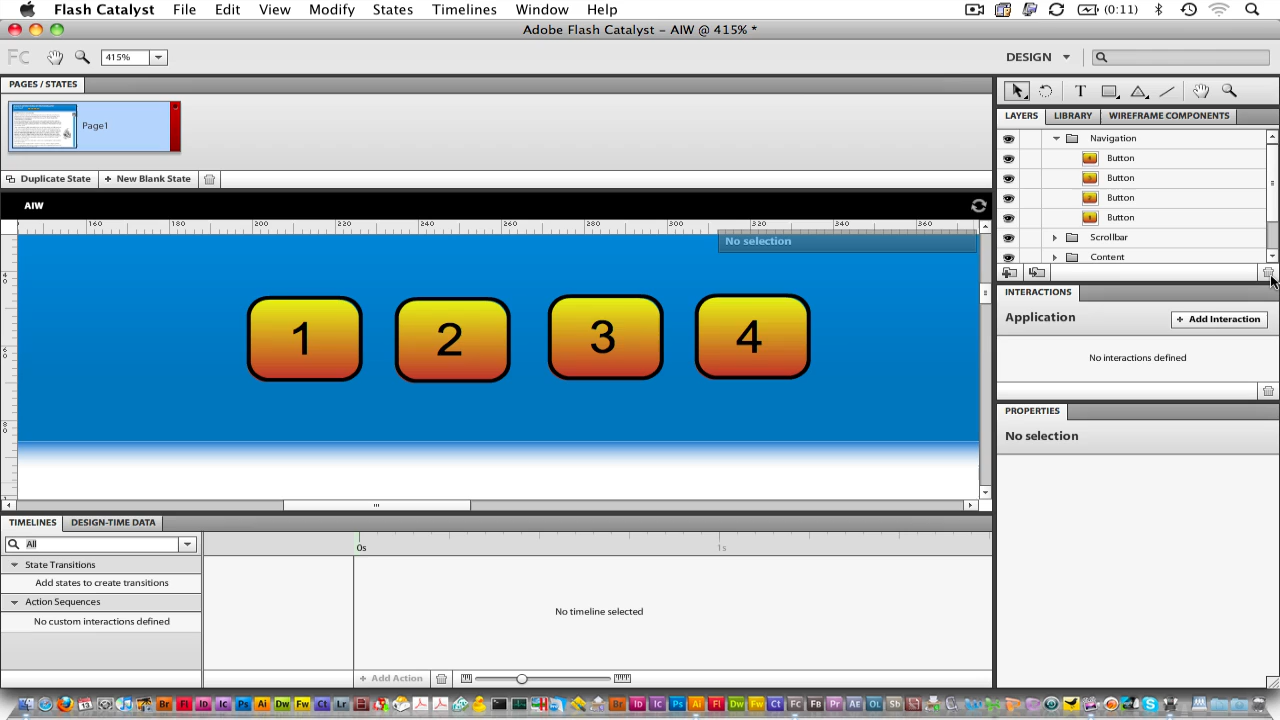 Flash Catalyst File Edit View Modify States Timelines Window Help (0:11)
Adobe Flash Catalyst – AIW @ 415% *
FC 415% DESIGN
PAGES / STATES
Page1
Duplicate State + New Blank State
AIW
160 180 200 220 240 260 280 300 320 340 360
No selection
1 2 3 4
TIMELINES DESIGN-TIME DATA
All
State Transitions
Add states to create transitions
Action Sequences
No custom interactions defined
0s 1s
No timeline selected
+ Add Action
T
LAYERS LIBRARY WIREFRAME COMPONENTS
Navigation
Button
Button
Button
Button
Scrollbar
Content
INTERACTIONS
Application + Add Interaction
No interactions defined
PROPERTIES
No selection